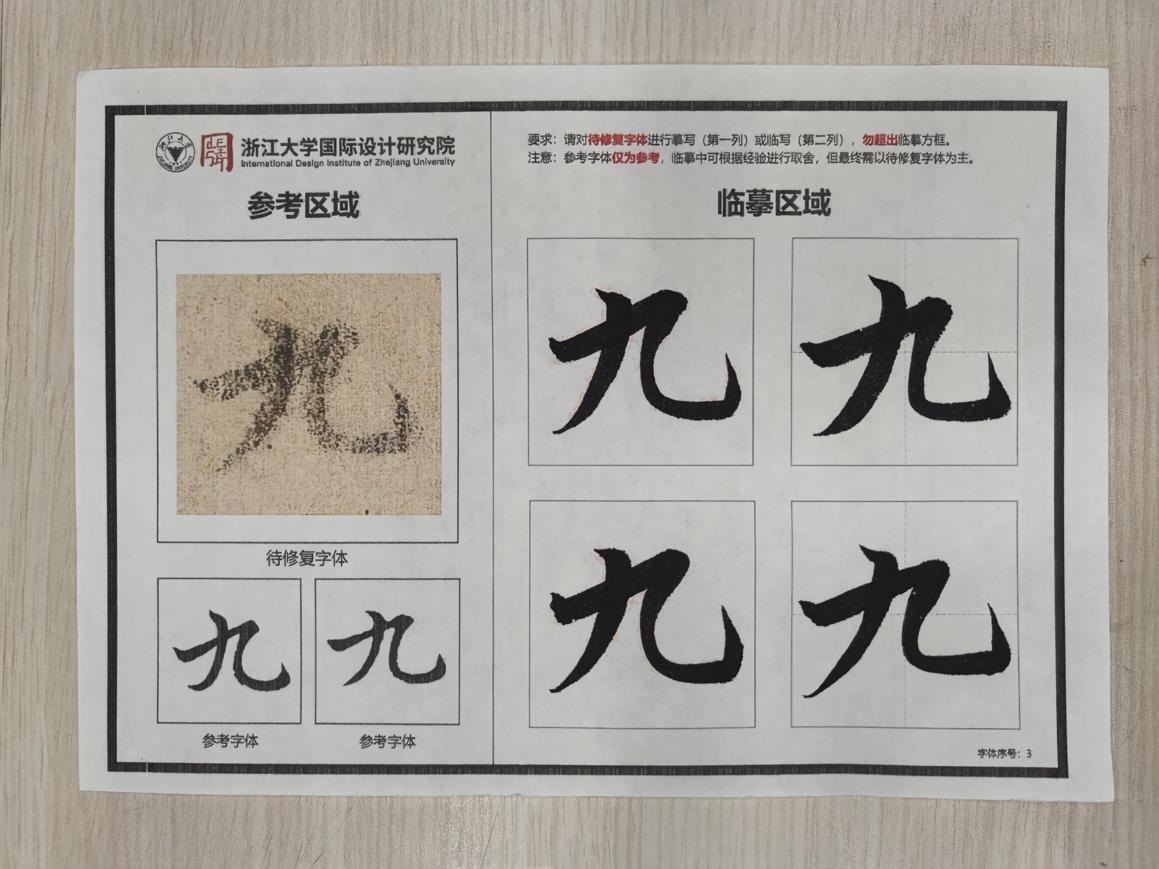 浙江大学国际设计研究院
International Design Institute of Zhejiang University
要求：请对待修复字体进行摹写（第一列）或临写（第二列），勿超出临摹方框。
注意：参考字体仅为参考，临摹中可根据经验进行取舍，但最终需以待修复字体为主。
参考区域
临摹区域
九
九 九
待修复字体
九 九
九 九
参考字体 参考字体
字体序号：3